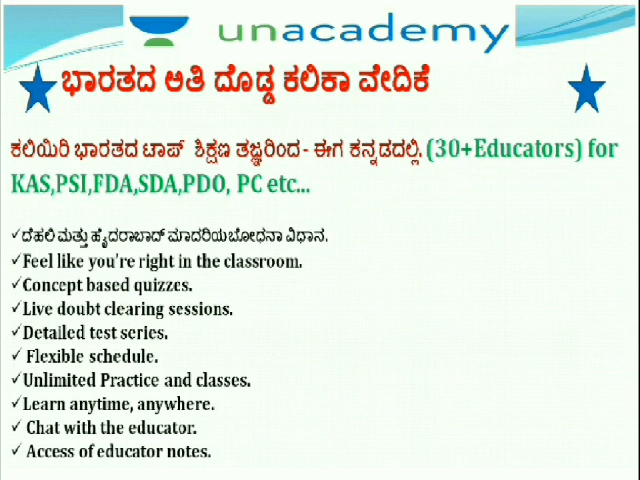 unacademy
ಭಾರತದ ಅತಿ ದೊಡ್ಡ ಕಲಿಕಾ ವೇದಿಕೆ
ಕಲಿಯಿರಿ ಭಾರತದ ಟಾಪ್ ಶಿಕ್ಷಣ ತಜ್ಞರಿಂದ - ಈಗ ಕನ್ನಡದಲ್ಲಿ. (30+Educators) for
KAS,PSI,FDA,SDA,PDO, PC etc...
✓ದೆಹಲಿ ಮತ್ತು ಹೈದರಾಬಾದ್ ಮಾದರಿಯ ಬೋಧನಾ ವಿಧಾನ.
✓Feel like you're right in the classroom.
✓Concept based quizzes.
✓Live doubt clearing sessions.
✓Detailed test series.
✓ Flexible schedule.
✓Unlimited Practice and classes.
✓Learn anytime, anywhere.
✓ Chat with the educator.
✓ Access of educator notes.